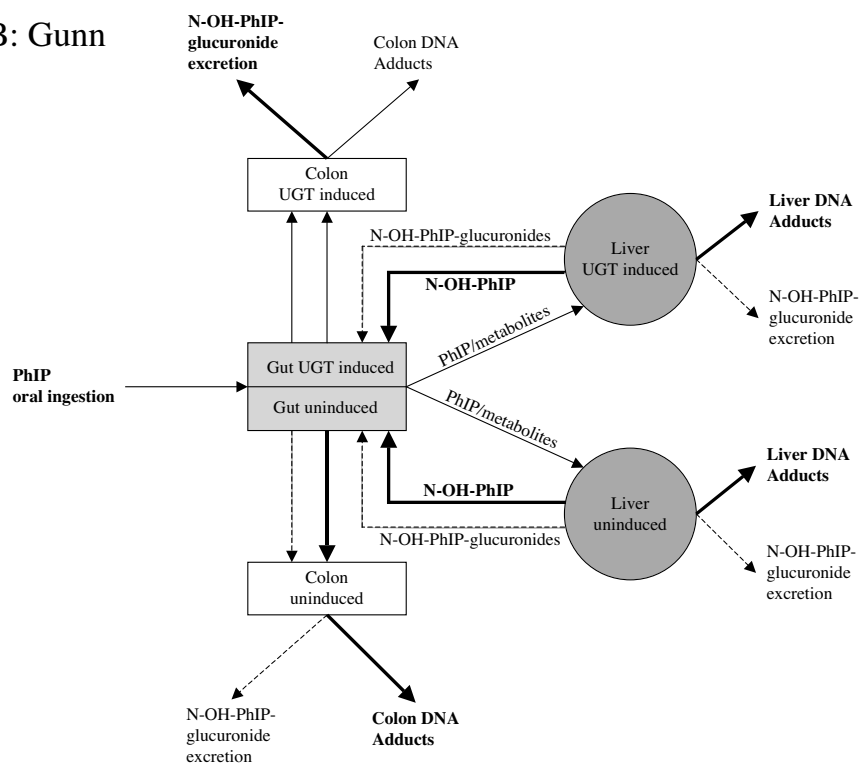 3: Gunn
N-OH-PhIP-
glucuronide
excretion
Colon DNA
Adducts
Colon
UGT induced
N-OH-PhIP-glucuronides
Liver
UGT induced
Liver DNA
Adducts
N-OH-PhIP
N-OH-PhIP-
glucuronide
excretion
PhIP/metabolites
PhIP
oral ingestion
Gut UGT induced
Gut uninduced
PhIP/metabolites
N-OH-PhIP
Liver
uninduced
Liver DNA
Adducts
N-OH-PhIP-glucuronides
N-OH-PhIP-
glucuronide
excretion
Colon
uninduced
N-OH-PhIP-
glucuronide
excretion
Colon DNA
Adducts